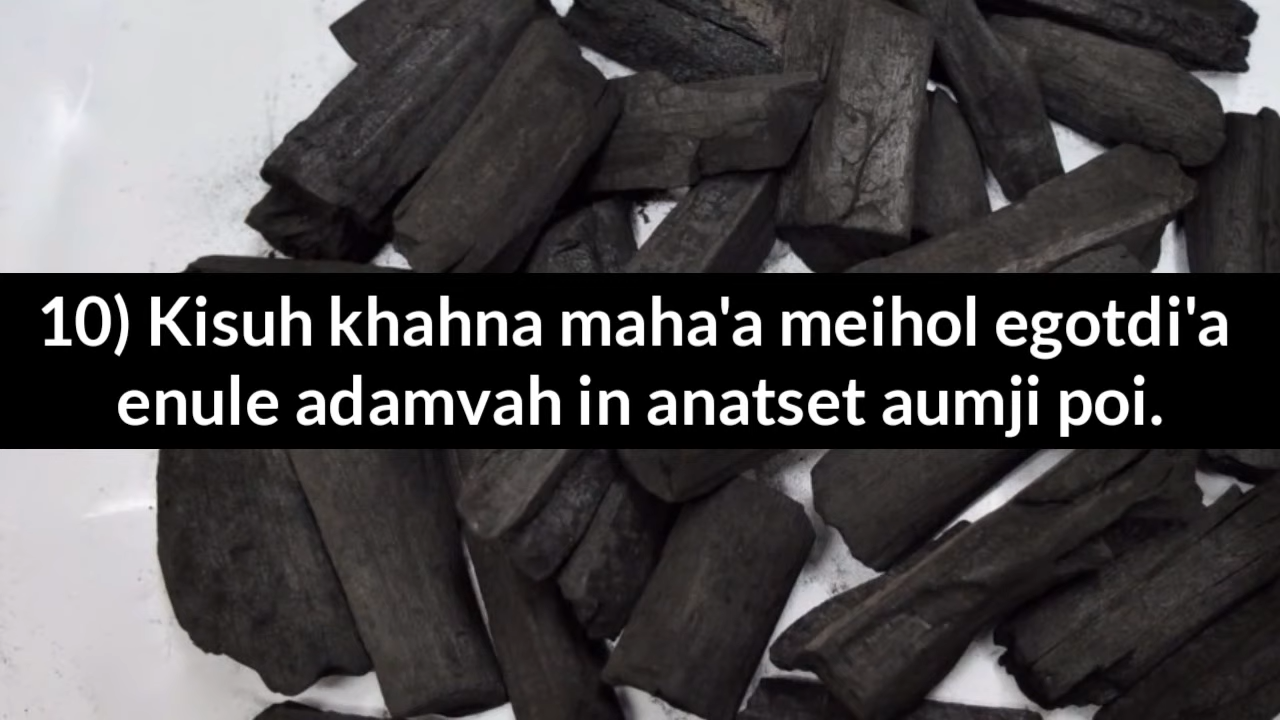 10) Kisuh khahna maha'a meihol egotdi'a
enule adamvah in anatset aumji poi.